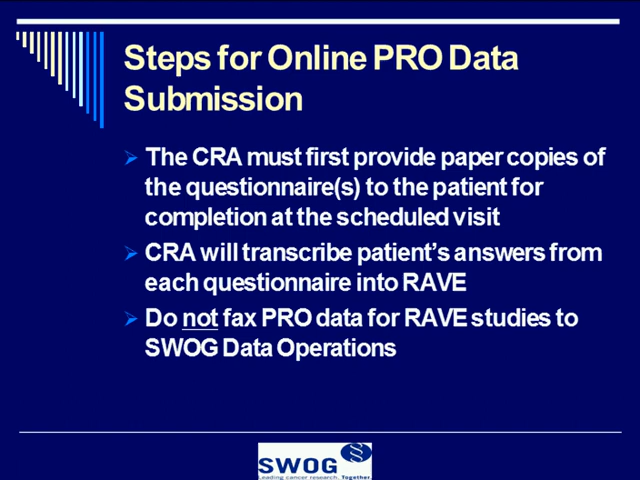 Steps for Online PRO Data
Submission
The CRA must first provide paper copies of
the questionnaire(s) to the patient for
completion at the scheduled visit
CRA will transcribe patient's answers from
each questionnaire into RAVE
Do not fax PRO data for RAVE studies to
SWOG Data Operations
SWOG
Leading cancer research. Together.